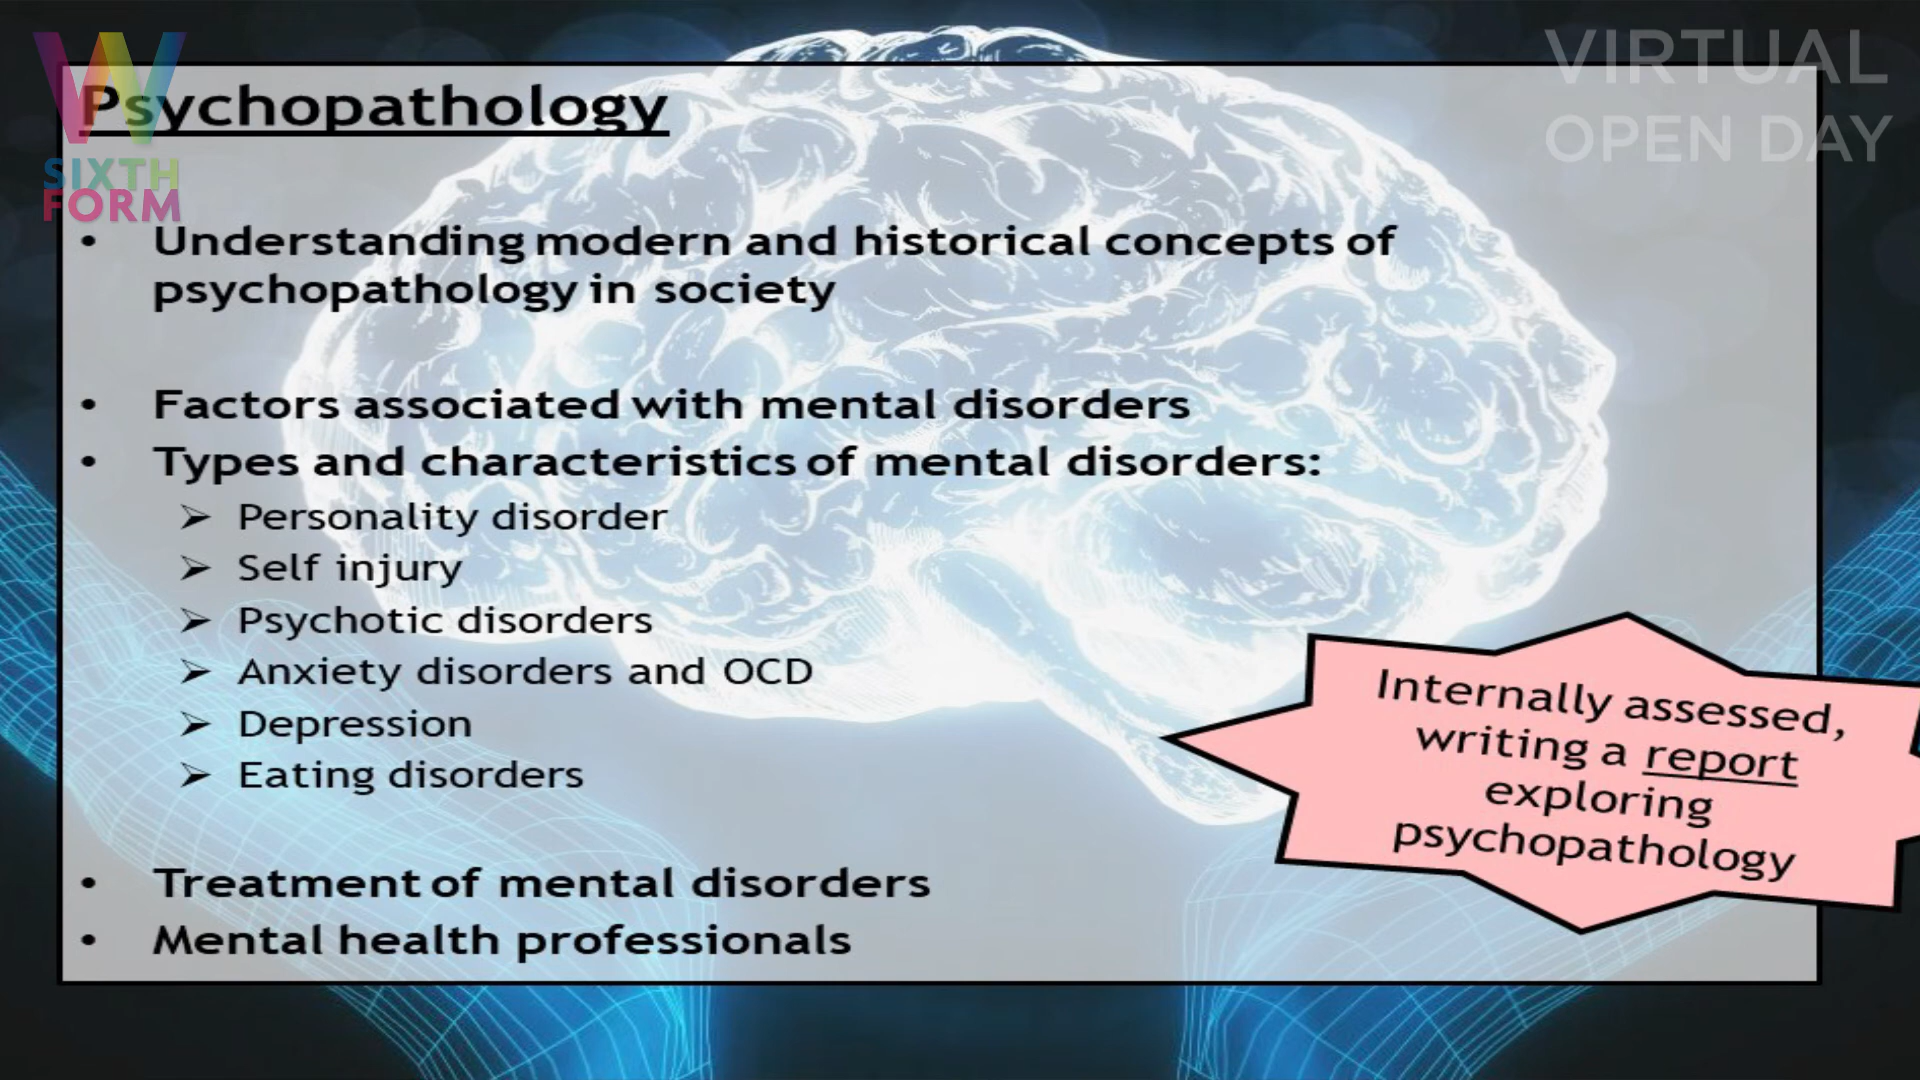 W
SIXTH
FORM
VIRTUAL
OPEN DAY
Psychopathology
• Understanding modern and historical concepts of
psychopathology in society
• Factors associated with mental disorders
• Types and characteristics of mental disorders:
➢ Personality disorder
➢ Self injury
➢ Psychotic disorders
➢ Anxiety disorders and OCD
➢ Depression
➢ Eating disorders
• Treatment of mental disorders
• Mental health professionals
Internally assessed,
writing a report
exploring
psychopathology